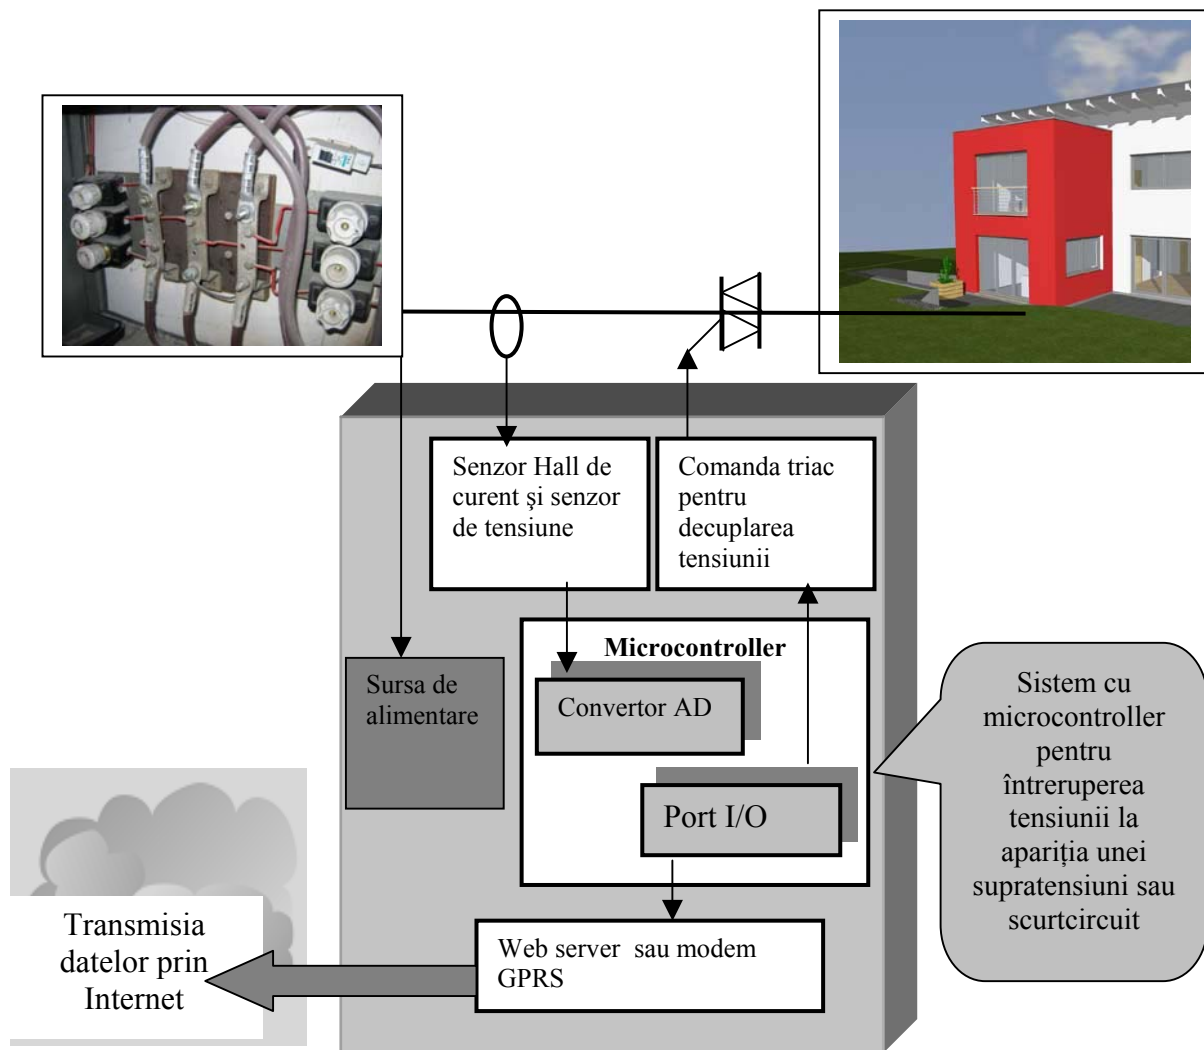 Senzor Hall de
curent şi senzor
de tensiune
Comanda triac
pentru
decuplarea
tensiunii
Microcontroller
Convertor AD
Port I/O
Sursa de
alimentare
Sistem cu
microcontroller
pentru
întreruperea
tensiunii la
apariția unei
supratensiuni sau
scurtcircuit
Web server sau modem
GPRS
Transmisia
datelor prin
Internet